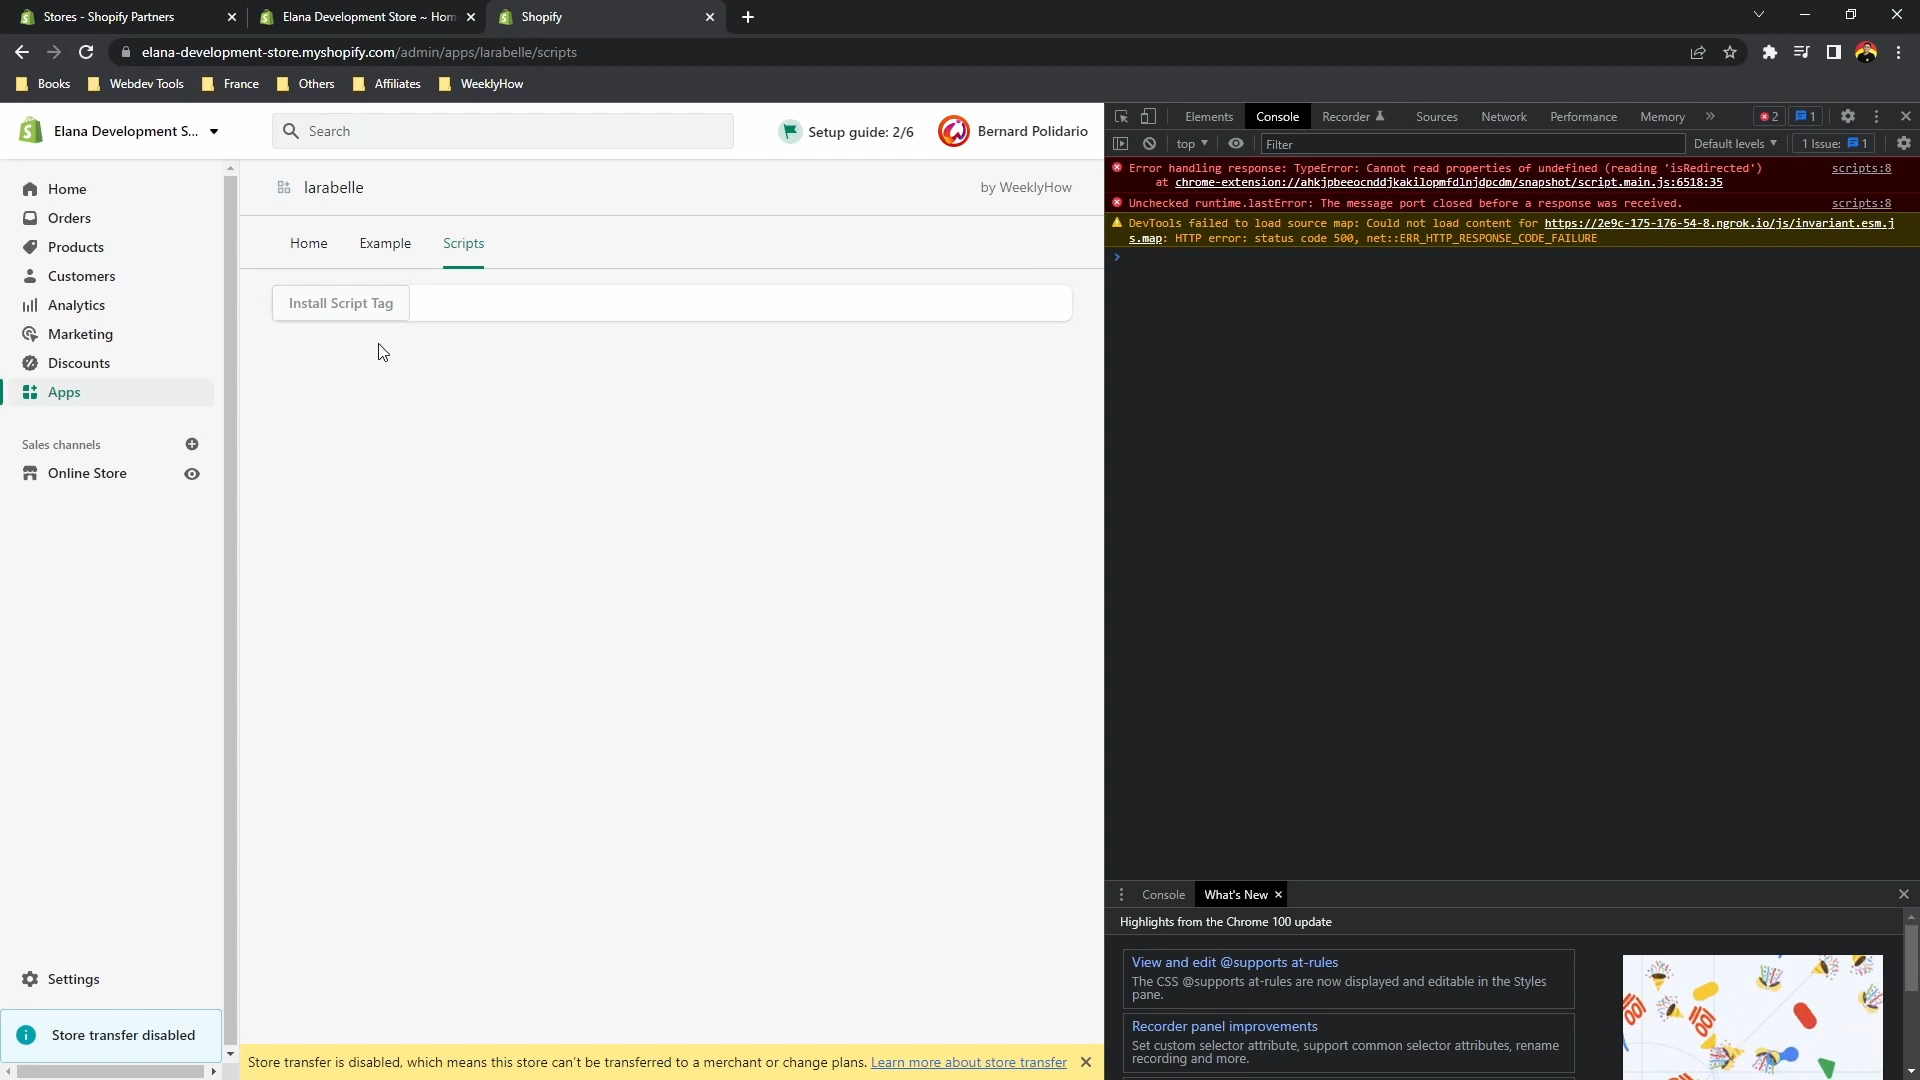 Stores - Shopify Partners
Elana Development Store ~ Hom
Shopify
elana-development-store.myshopify.com/admin/apps/larabelle/scripts
Books
Webdev Tools
France
Others
Affiliates
WeeklyHow
Elana Development S...
Search
Setup guide: 2/6
Bernard Polidario
Home
Orders
Products
Customers
Analytics
Marketing
Discounts
Apps
Sales channels
Online Store
Settings
Store transfer disabled
larabelle
by WeeklyHow
Home
Example
Scripts
Install Script Tag
Store transfer is disabled, which means this store can't be transferred to a merchant or change plans. Learn more about store transfer
Elements
Console
Recorder
Sources
Network
Performance
Memory
2
1
top
Filter
Default levels
1 Issue: 1
Error handling response: TypeError: Cannot read properties of undefined (reading 'isRedirected')
scripts:8
at chrome-extension://ahkjpbeeocnddjkakilopmfdlnjdpcdm/snapshot/script.main.js:6518:35
Unchecked runtime.lastError: The message port closed before a response was received.
scripts:8
DevTools failed to load source map: Could not load content for https://2e9c-175-176-54-8.ngrok.io/js/invariant.esm.j
s.map: HTTP error: status code 500, net::ERR_HTTP_RESPONSE_CODE_FAILURE
Console
What's New
Highlights from the Chrome 100 update
View and edit @supports at-rules
The CSS @supports at-rules are now displayed and editable in the Styles
pane.
Recorder panel improvements
Set custom selector attribute, support common selector attributes, rename
recording and more.